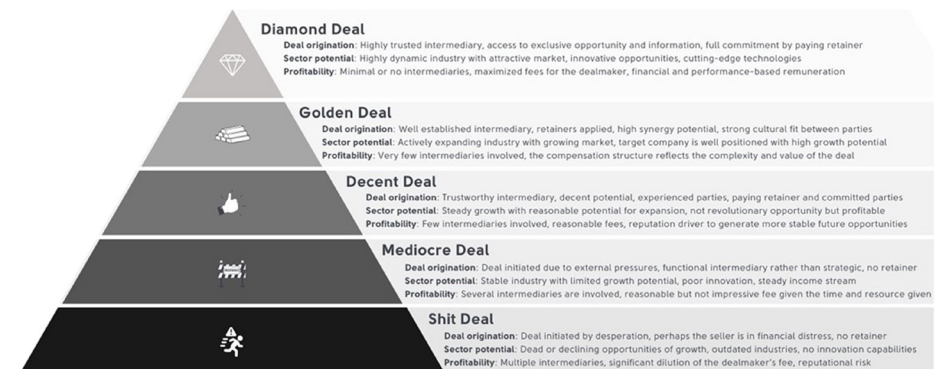 Diamond Deal
Deal origination: Highly trusted intermediary, access to exclusive opportunity and information, full commitment by paying retainer
Sector potential: Highly dynamic industry with attractive market, innovative opportunities, cutting-edge technologies
Profitability: Minimal or no intermediaries, maximized fees for the dealmaker, financial and performance-based remuneration
Golden Deal
Deal origination: Well established intermediary, retainers applied, high synergy potential, strong cultural fit between parties
Sector potential: Actively expanding industry with growing market, target company is well positioned with high growth potential
Profitability: Very few intermediaries involved, the compensation structure reflects the complexity and value of the deal
Decent Deal
Deal origination: Trustworthy intermediary, decent potential, experienced parties, paying retainer and committed parties
Sector potential: Steady growth with reasonable potential for expansion, not revolutionary opportunity but profitable
Profitability: Few intermediaries involved, reasonable fees, reputation driver to generate more stable future opportunities
Mediocre Deal
Deal origination: Deal initiated due to external pressures, functional intermediary rather than strategic, no retainer
Sector potential: Stable industry with limited growth potential, poor innovation, steady income stream
Profitability: Several intermediaries are involved, reasonable but not impressive fee given the time and resource given
Shit Deal
Deal origination: Deal initiated by desperation, perhaps the seller is in financial distress, no retainer
Sector potential: Dead or declining opportunities of growth, outdated industries, no innovation capabilities
Profitability: Multiple intermediaries, significant dilution of the dealmaker's fee, reputational risk